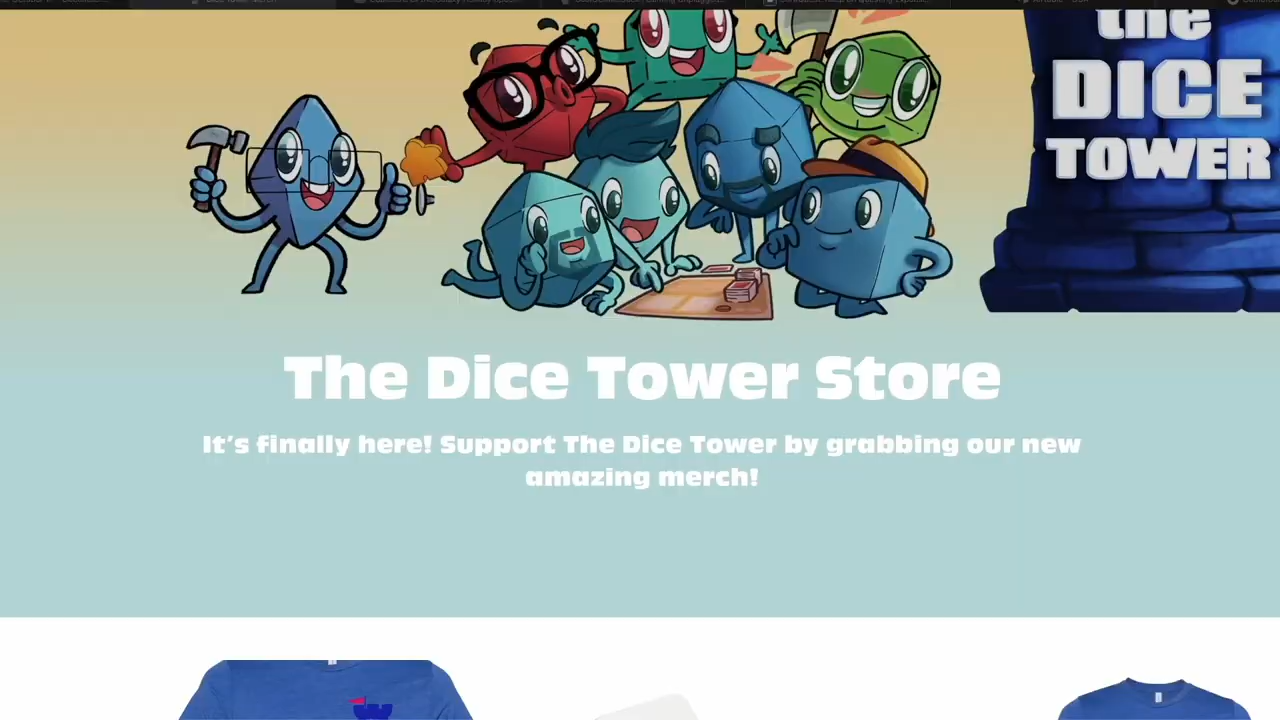 the
DICE
TOWER
The Dice Tower Store
It's finally here! Support The Dice Tower by grabbing our new
amazing merch!